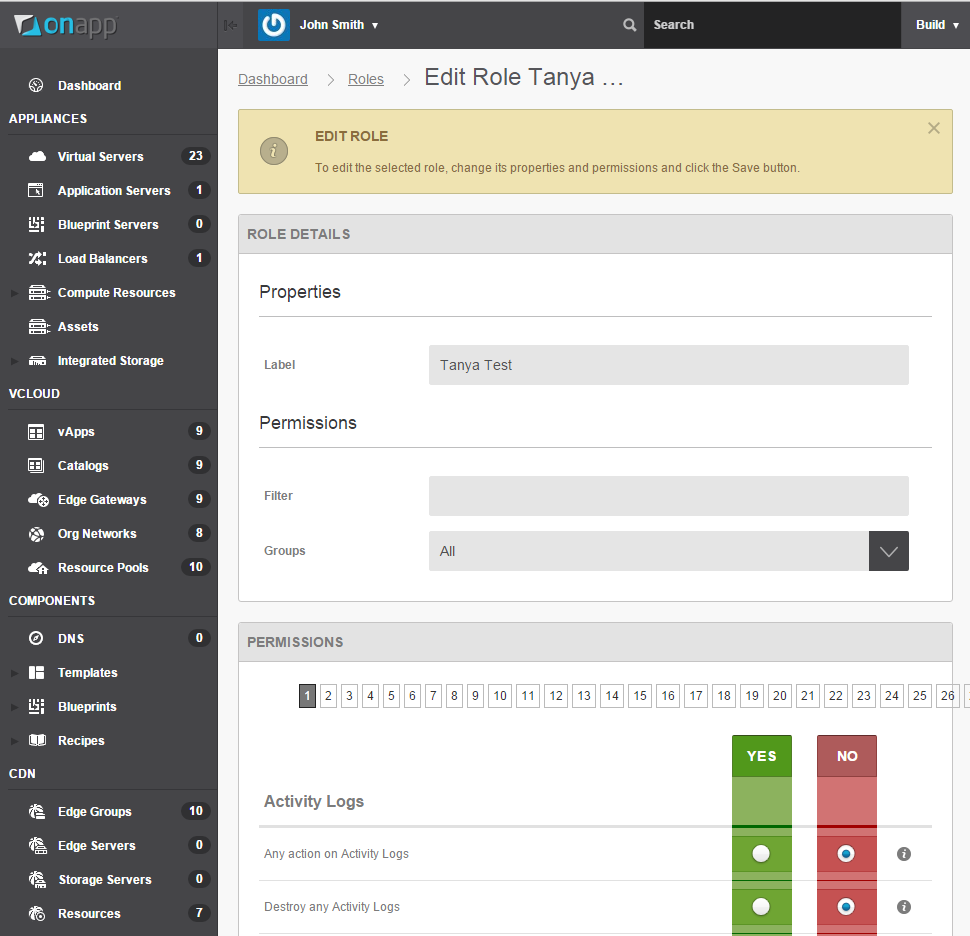 onapp
John Smith
Search
Build
Dashboard
APPLIANCES
Virtual Servers 23
Application Servers 1
Blueprint Servers 0
Load Balancers 1
Compute Resources
Assets
Integrated Storage
VCLOUD
vApps 9
Catalogs 9
Edge Gateways 9
Org Networks 8
Resource Pools 10
COMPONENTS
DNS 0
Templates
Blueprints
Recipes
CDN
Edge Groups 10
Edge Servers 0
Storage Servers 0
Resources 7
Dashboard > Roles > Edit Role Tanya ...
EDIT ROLE
To edit the selected role, change its properties and permissions and click the Save button.
ROLE DETAILS
Properties
Label Tanya Test
Permissions
Filter
Groups All
PERMISSIONS
1 2 3 4 5 6 7 8 9 10 11 12 13 14 15 16 17 18 19 20 21 22 23 24 25 26
YES NO
Activity Logs
Any action on Activity Logs
Destroy any Activity Logs